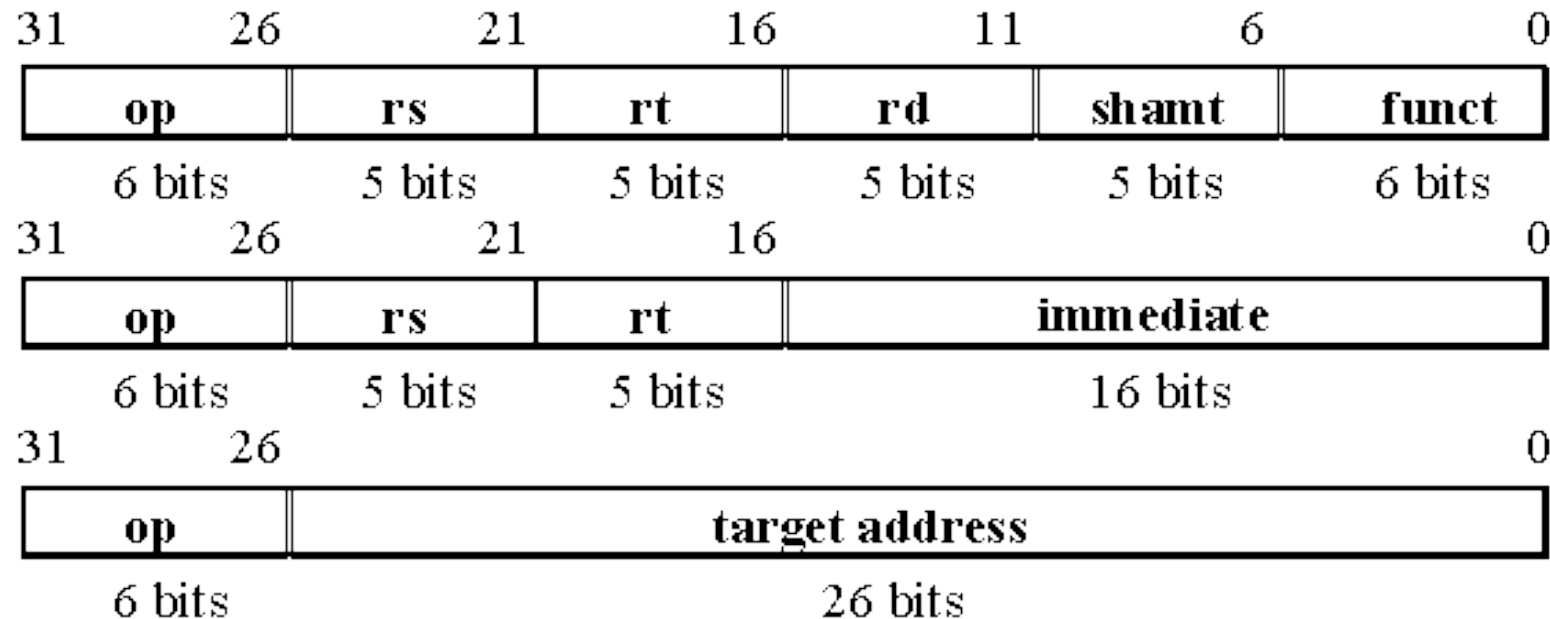 31 26 21 16 11 6 0
op rs rt rd shamt funct
6 bits 5 bits 5 bits 5 bits 5 bits 6 bits
31 26 21 16 0
op rs rt immediate
6 bits 5 bits 5 bits 16 bits
31 26 0
op target address
6 bits 26 bits